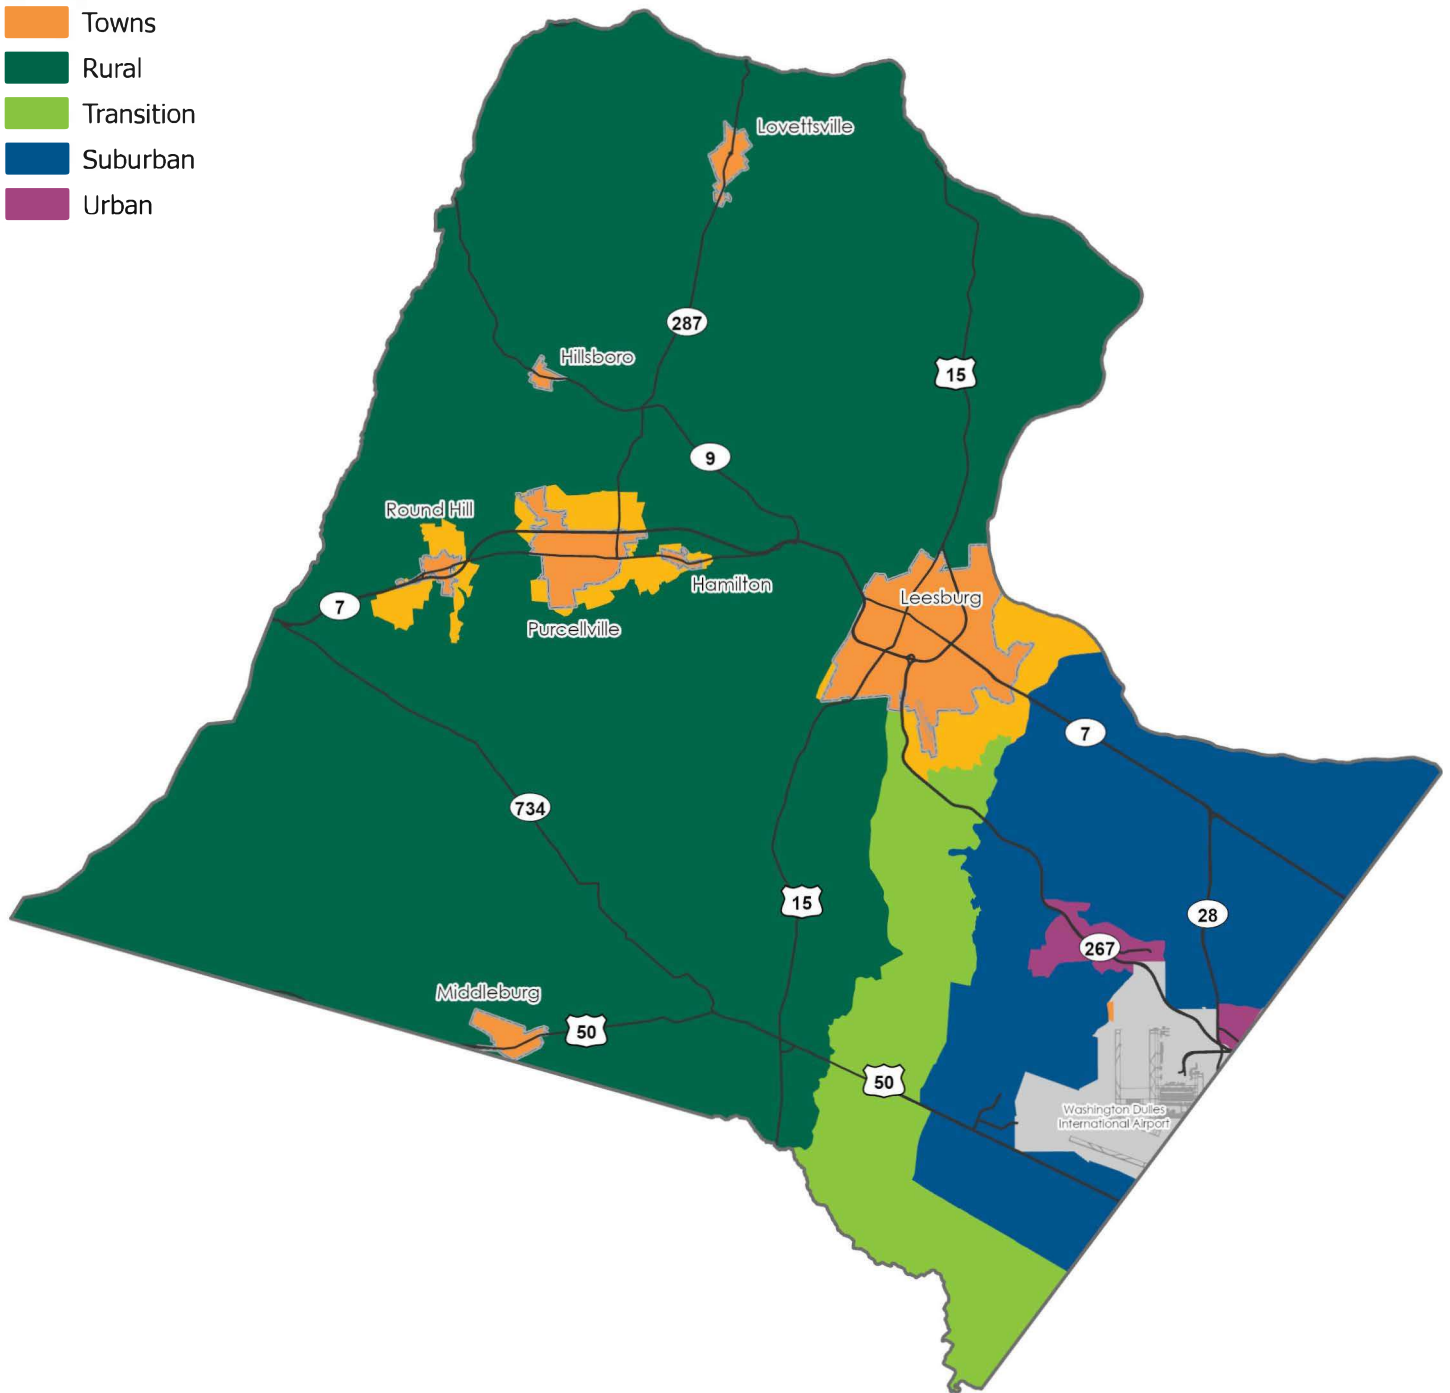 Towns
Rural
Transition
Suburban
Urban
Lovettsville
287
Hillsboro
15
9
Round Hill
Hamilton
Leesburg
7
Purcellville
7
734
15
28
267
Middleburg
50
50
Washington Dulles
International Airport